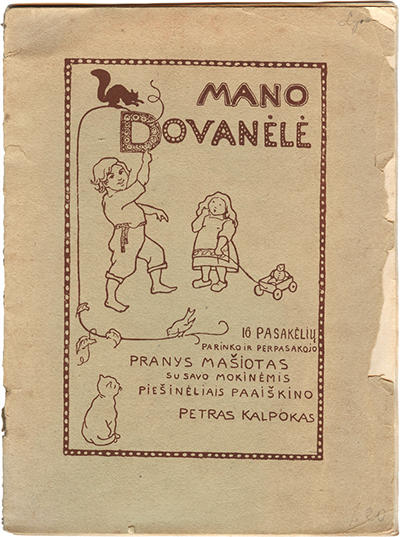 MANO
DOVANĖLĖ
16 PASAKĖLIŲ
PARINKO IR PERPASAKOJO
PRANYS MAŠIOTAS
SU SAVO MOKINĖMIS
PIEŠINĖLIAIS PAAIŠKINO
PETRAS KALPOKAS